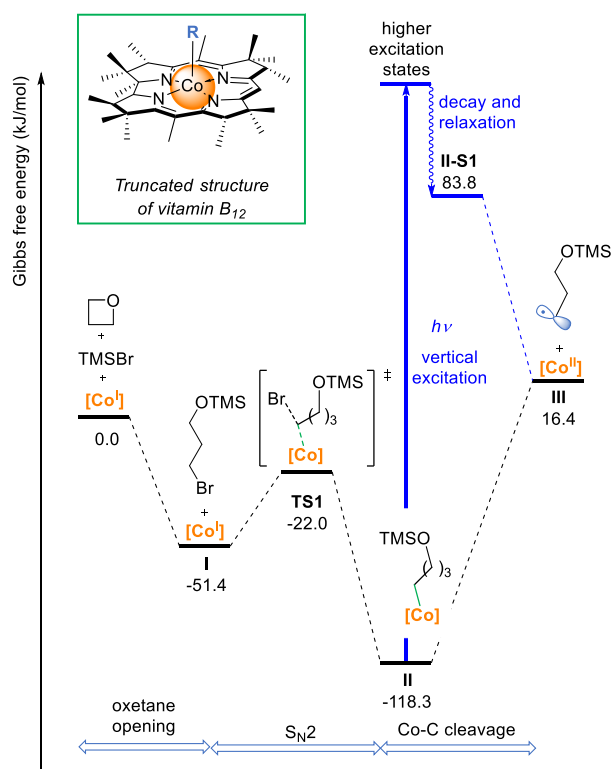 Gibbs free energy (kJ/mol)
R
Co
N
N
N
N
Truncated structure
of vitamin B12
higher
excitation
states
decay and
relaxation
II-S1
83.8
O
+
TMSBr
+
[CoI]
0.0
OTMS
Br
+
[CoI]
I
-51.4
OTMS
Br
( )3
[Co]
‡
TS1
-22.0
hν
vertical
excitation
TMSO
( )3
[Co]
II
-118.3
OTMS
+
[CoII]
III
16.4
oxetane
opening
SN2
Co-C cleavage